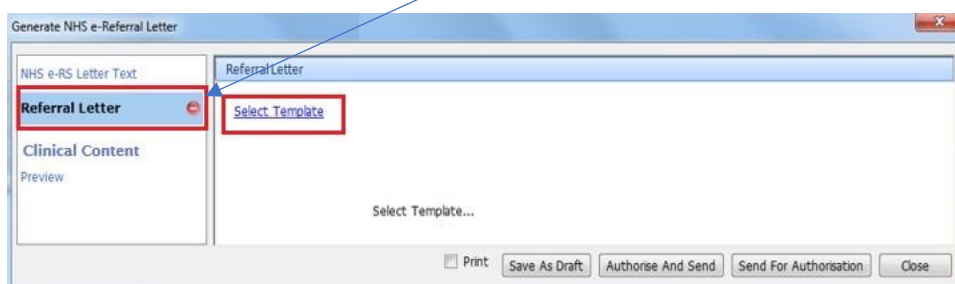 Generate NHS e-Referral Letter
NHS e-RS Letter Text
Referral Letter
Clinical Content
Preview
Referral Letter
Select Template
Select Template...
Print
Save As Draft
Authorise And Send
Send For Authorisation
Close